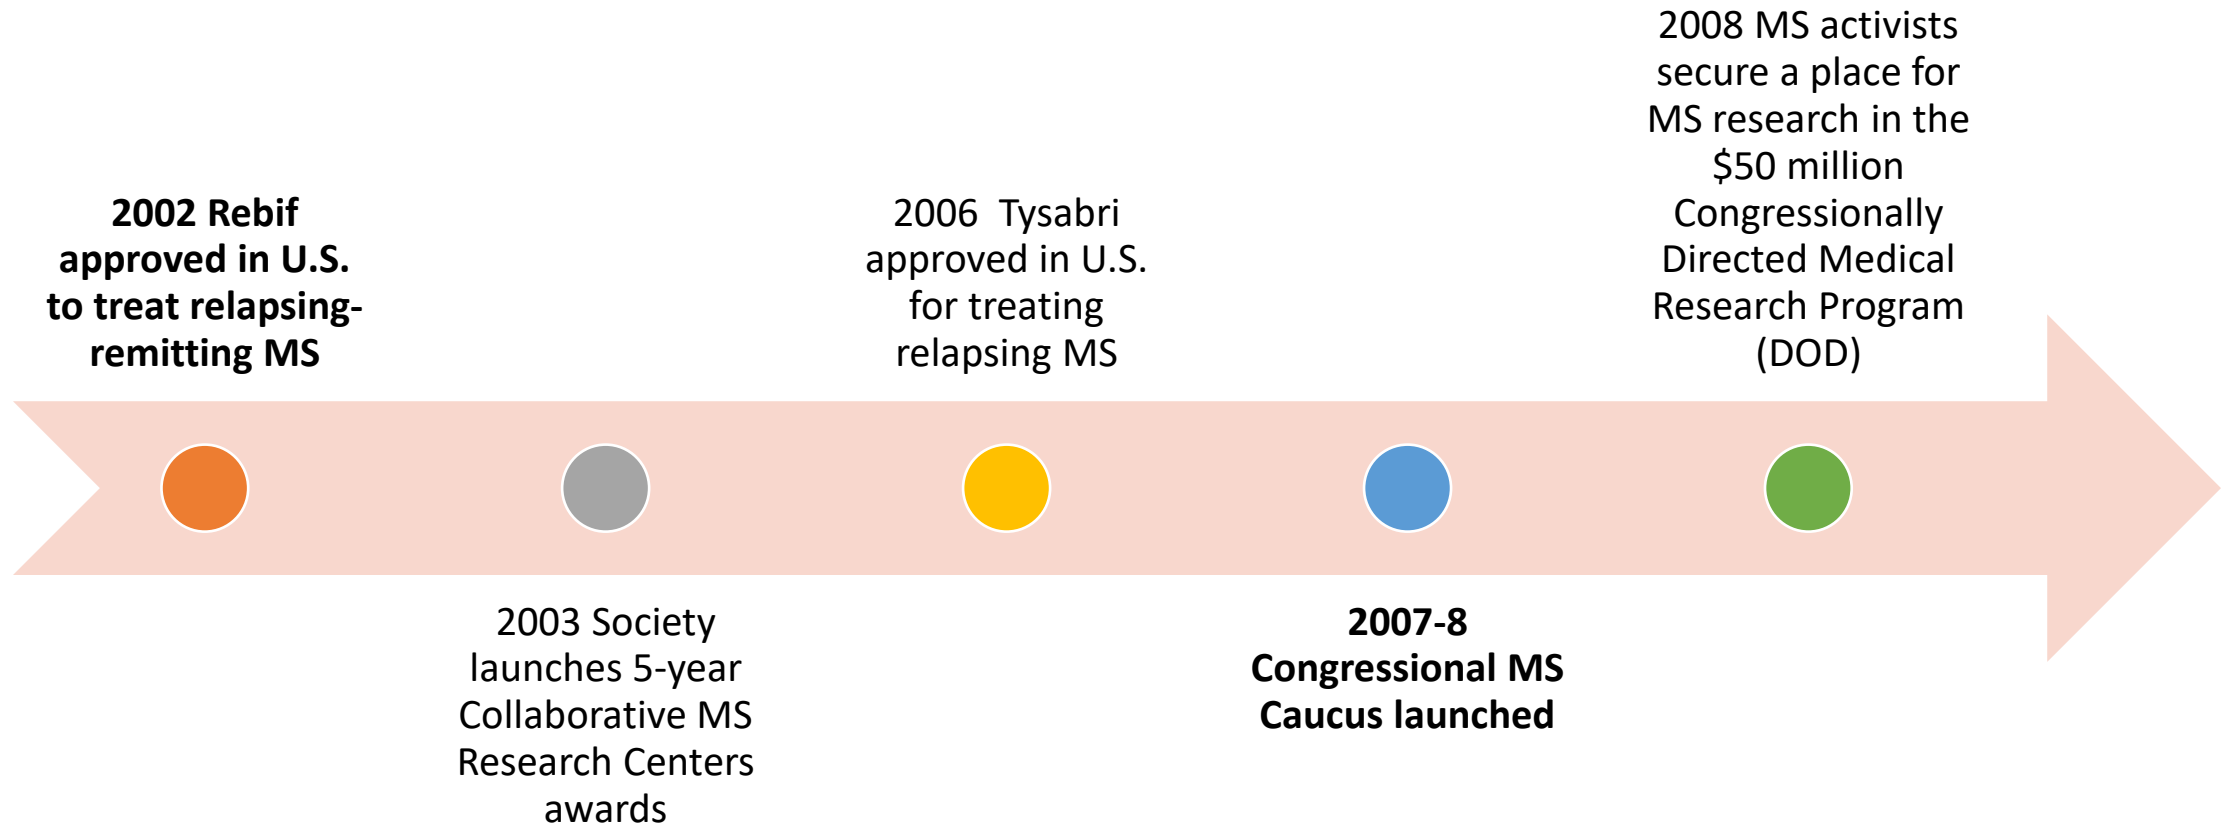 2002 Rebif
approved in U.S.
to treat relapsing-
remitting MS
2003 Society
launches 5-year
Collaborative MS
Research Centers
awards
2006  Tysabri
approved in U.S.
for treating
relapsing MS
2007-8
Congressional MS
Caucus launched
2008 MS activists
secure a place for
MS research in the
$50 million
Congressionally
Directed Medical
Research Program
(DOD)